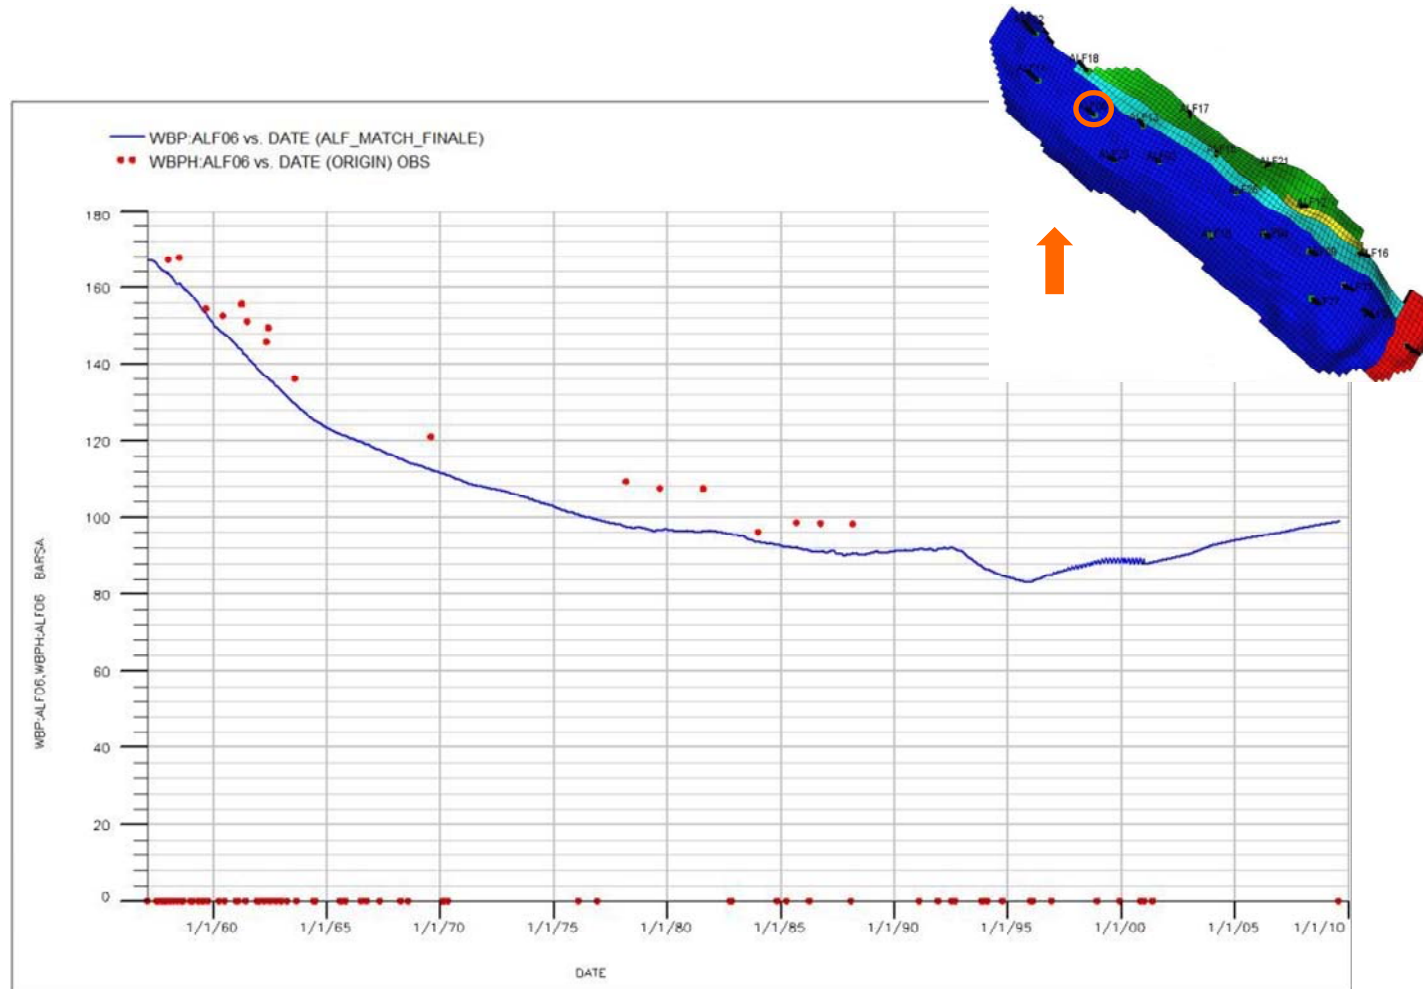 ALF18
ALF17
ALF21
ALF16
WBP:ALF06 vs. DATE (ALF_MATCH_FINALE)
WBPH:ALF06 vs. DATE (ORIGIN) OBS
180
160
140
120
100
80
60
40
20
0
WBP:ALF06,WBPH:ALF06 BARSA
1/1/60
1/1/65
1/1/70
1/1/75
1/1/80
1/1/85
1/1/90
1/1/95
1/1/00
1/1/05
1/1/10
DATE